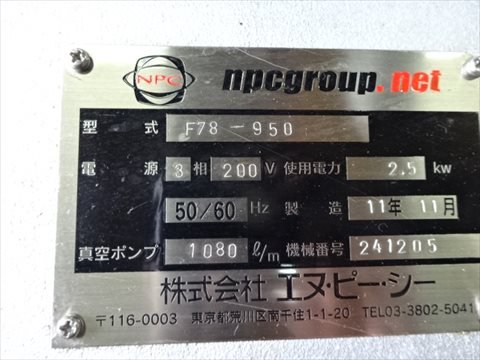 NPC npcgroup.net
型式 F78-950
電源 3相 200 V 使用電力 2.5 kw
50/60 Hz 製造 11年 11月
真空ポンプ 1080 ℓ/m 機械番号 241205
株式会社 エヌ・ピー・シー
〒116-0003 東京都荒川区南千住1-1-20 TEL03-3802-5041